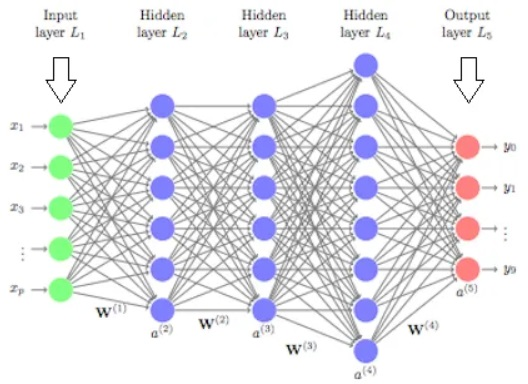 Input
layer L₁
Hidden
layer L₂
Hidden
layer L₃
Hidden
layer L₄
Output
layer L₅
x₁
x₂
x₃
⋮
xₚ
y₀
y₁
⋮
y₉
W⁽¹⁾
a⁽²⁾
W⁽²⁾
a⁽³⁾
W⁽³⁾
a⁽⁴⁾
W⁽⁴⁾
a⁽⁵⁾